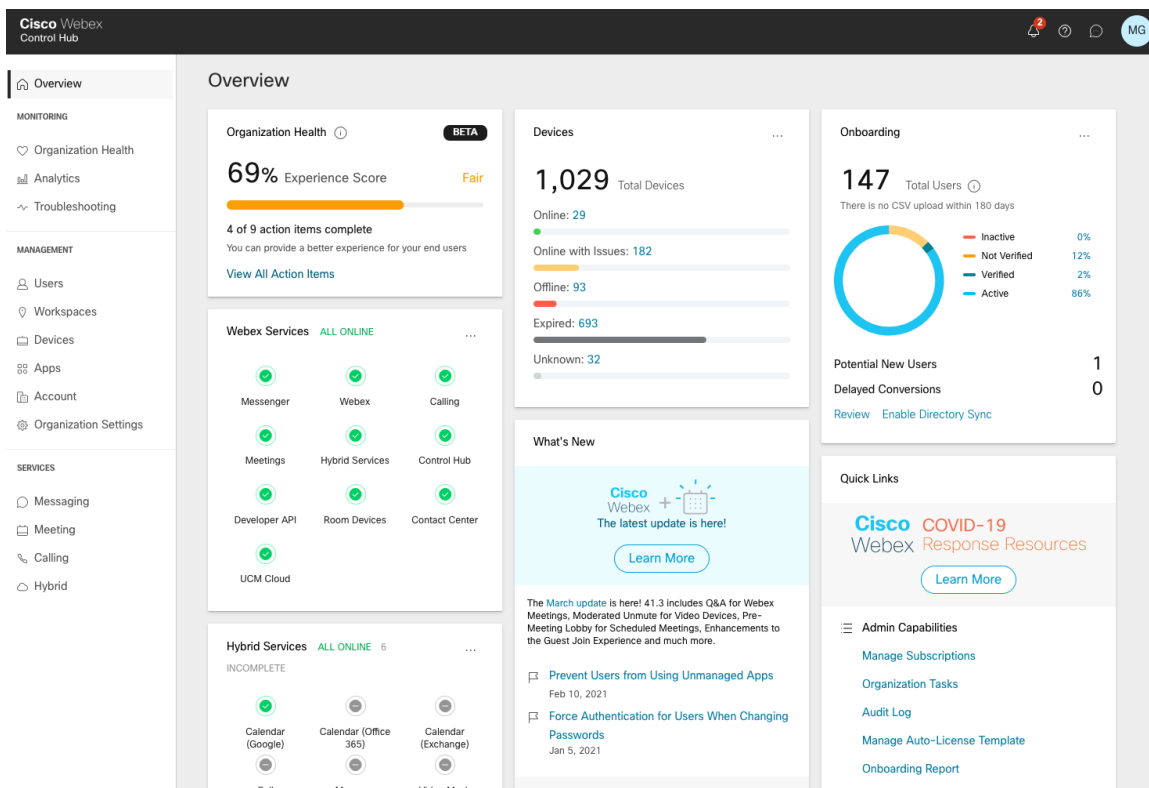 Cisco Webex
Control Hub
2
MG
Overview
MONITORING
Organization Health
Analytics
Troubleshooting
MANAGEMENT
Users
Workspaces
Devices
Apps
Account
Organization Settings
SERVICES
Messaging
Meeting
Calling
Hybrid
Overview
Organization Health
BETA
69% Experience Score
Fair
4 of 9 action items complete
You can provide a better experience for your end users
View All Action Items
Webex Services ALL ONLINE ...
Messenger Webex Calling
Meetings Hybrid Services Control Hub
Developer API Room Devices Contact Center
UCM Cloud
Hybrid Services ALL ONLINE 6 ...
INCOMPLETE
Calendar (Google)
Calendar (Office 365)
Calendar (Exchange)
Devices ...
1,029 Total Devices
Online: 29
Online with Issues: 182
Offline: 93
Expired: 693
Unknown: 32
What's New
Cisco Webex +
The latest update is here!
Learn More
The March update is here! 41.3 includes Q&A for Webex
Meetings, Moderated Unmute for Video Devices, Pre-
Meeting Lobby for Scheduled Meetings, Enhancements to
the Guest Join Experience and much more.
Prevent Users from Using Unmanaged Apps
Feb 10, 2021
Force Authentication for Users When Changing
Passwords
Jan 5, 2021
Onboarding ...
147 Total Users
There is no CSV upload within 180 days
Inactive 0%
Not Verified 12%
Verified 2%
Active 86%
Potential New Users 1
Delayed Conversions 0
Review Enable Directory Sync
Quick Links
Cisco Webex
COVID-19
Response Resources
Learn More
Admin Capabilities
Manage Subscriptions
Organization Tasks
Audit Log
Manage Auto-License Template
Onboarding Report